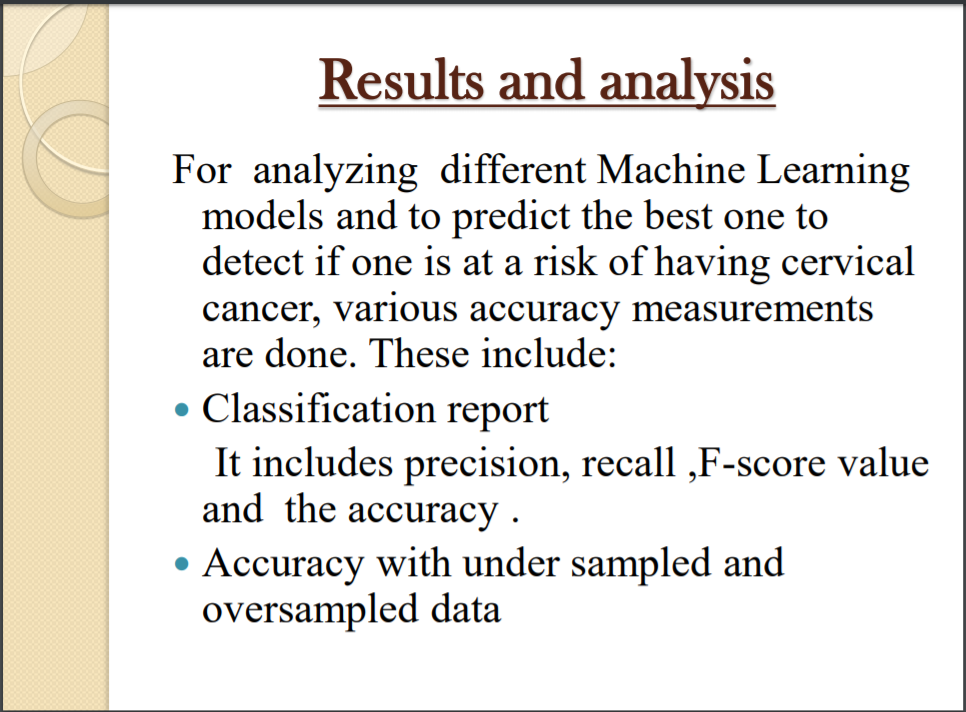 Results and analysis
For  analyzing  different Machine Learning
models and to predict the best one to
detect if one is at a risk of having cervical
cancer, various accuracy measurements
are done. These include:
• Classification report
It includes precision, recall ,F-score value
and  the accuracy .
• Accuracy with under sampled and
oversampled data